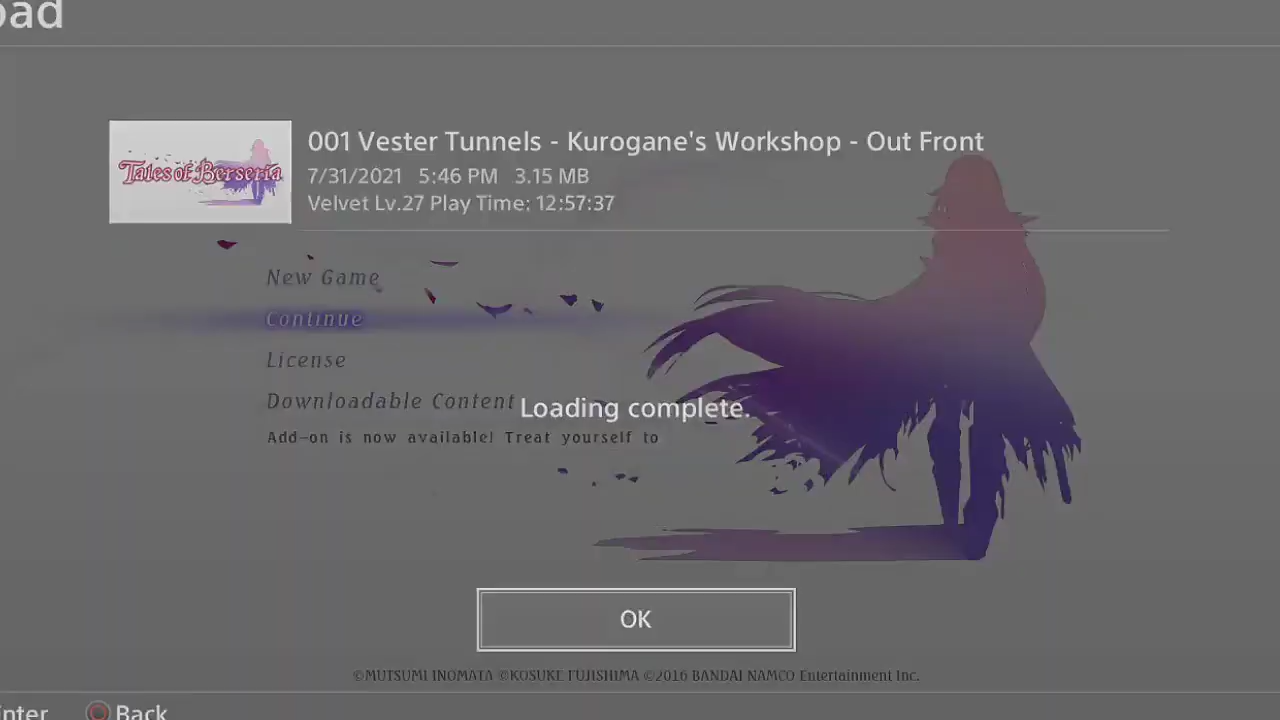 oad
001 Vester Tunnels - Kurogane's Workshop - Out Front
Tales of Berseria
7/31/2021 5:46 PM 3.15 MB
Velvet Lv.27 Play Time: 12:57:37
New Game
Continue
License
Downloadable Content
Loading complete.
Add-on is now available! Treat yourself to
OK
©MUTSUMI INOMATA ©KOSUKE FUJISHIMA ©2016 BANDAI NAMCO Entertainment Inc.
nter Back